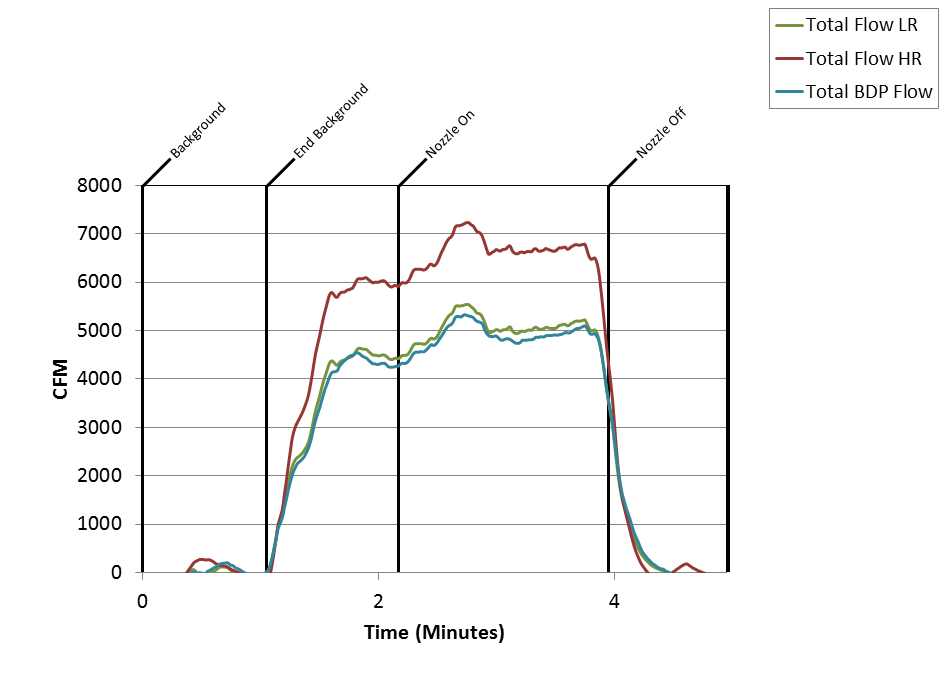 Total Flow LR
Total Flow HR
Total BDP Flow
Background
End Background
Nozzle On
Nozzle Off
8000
7000
6000
5000
4000
3000
2000
1000
0
CFM
0 2 4
Time (Minutes)